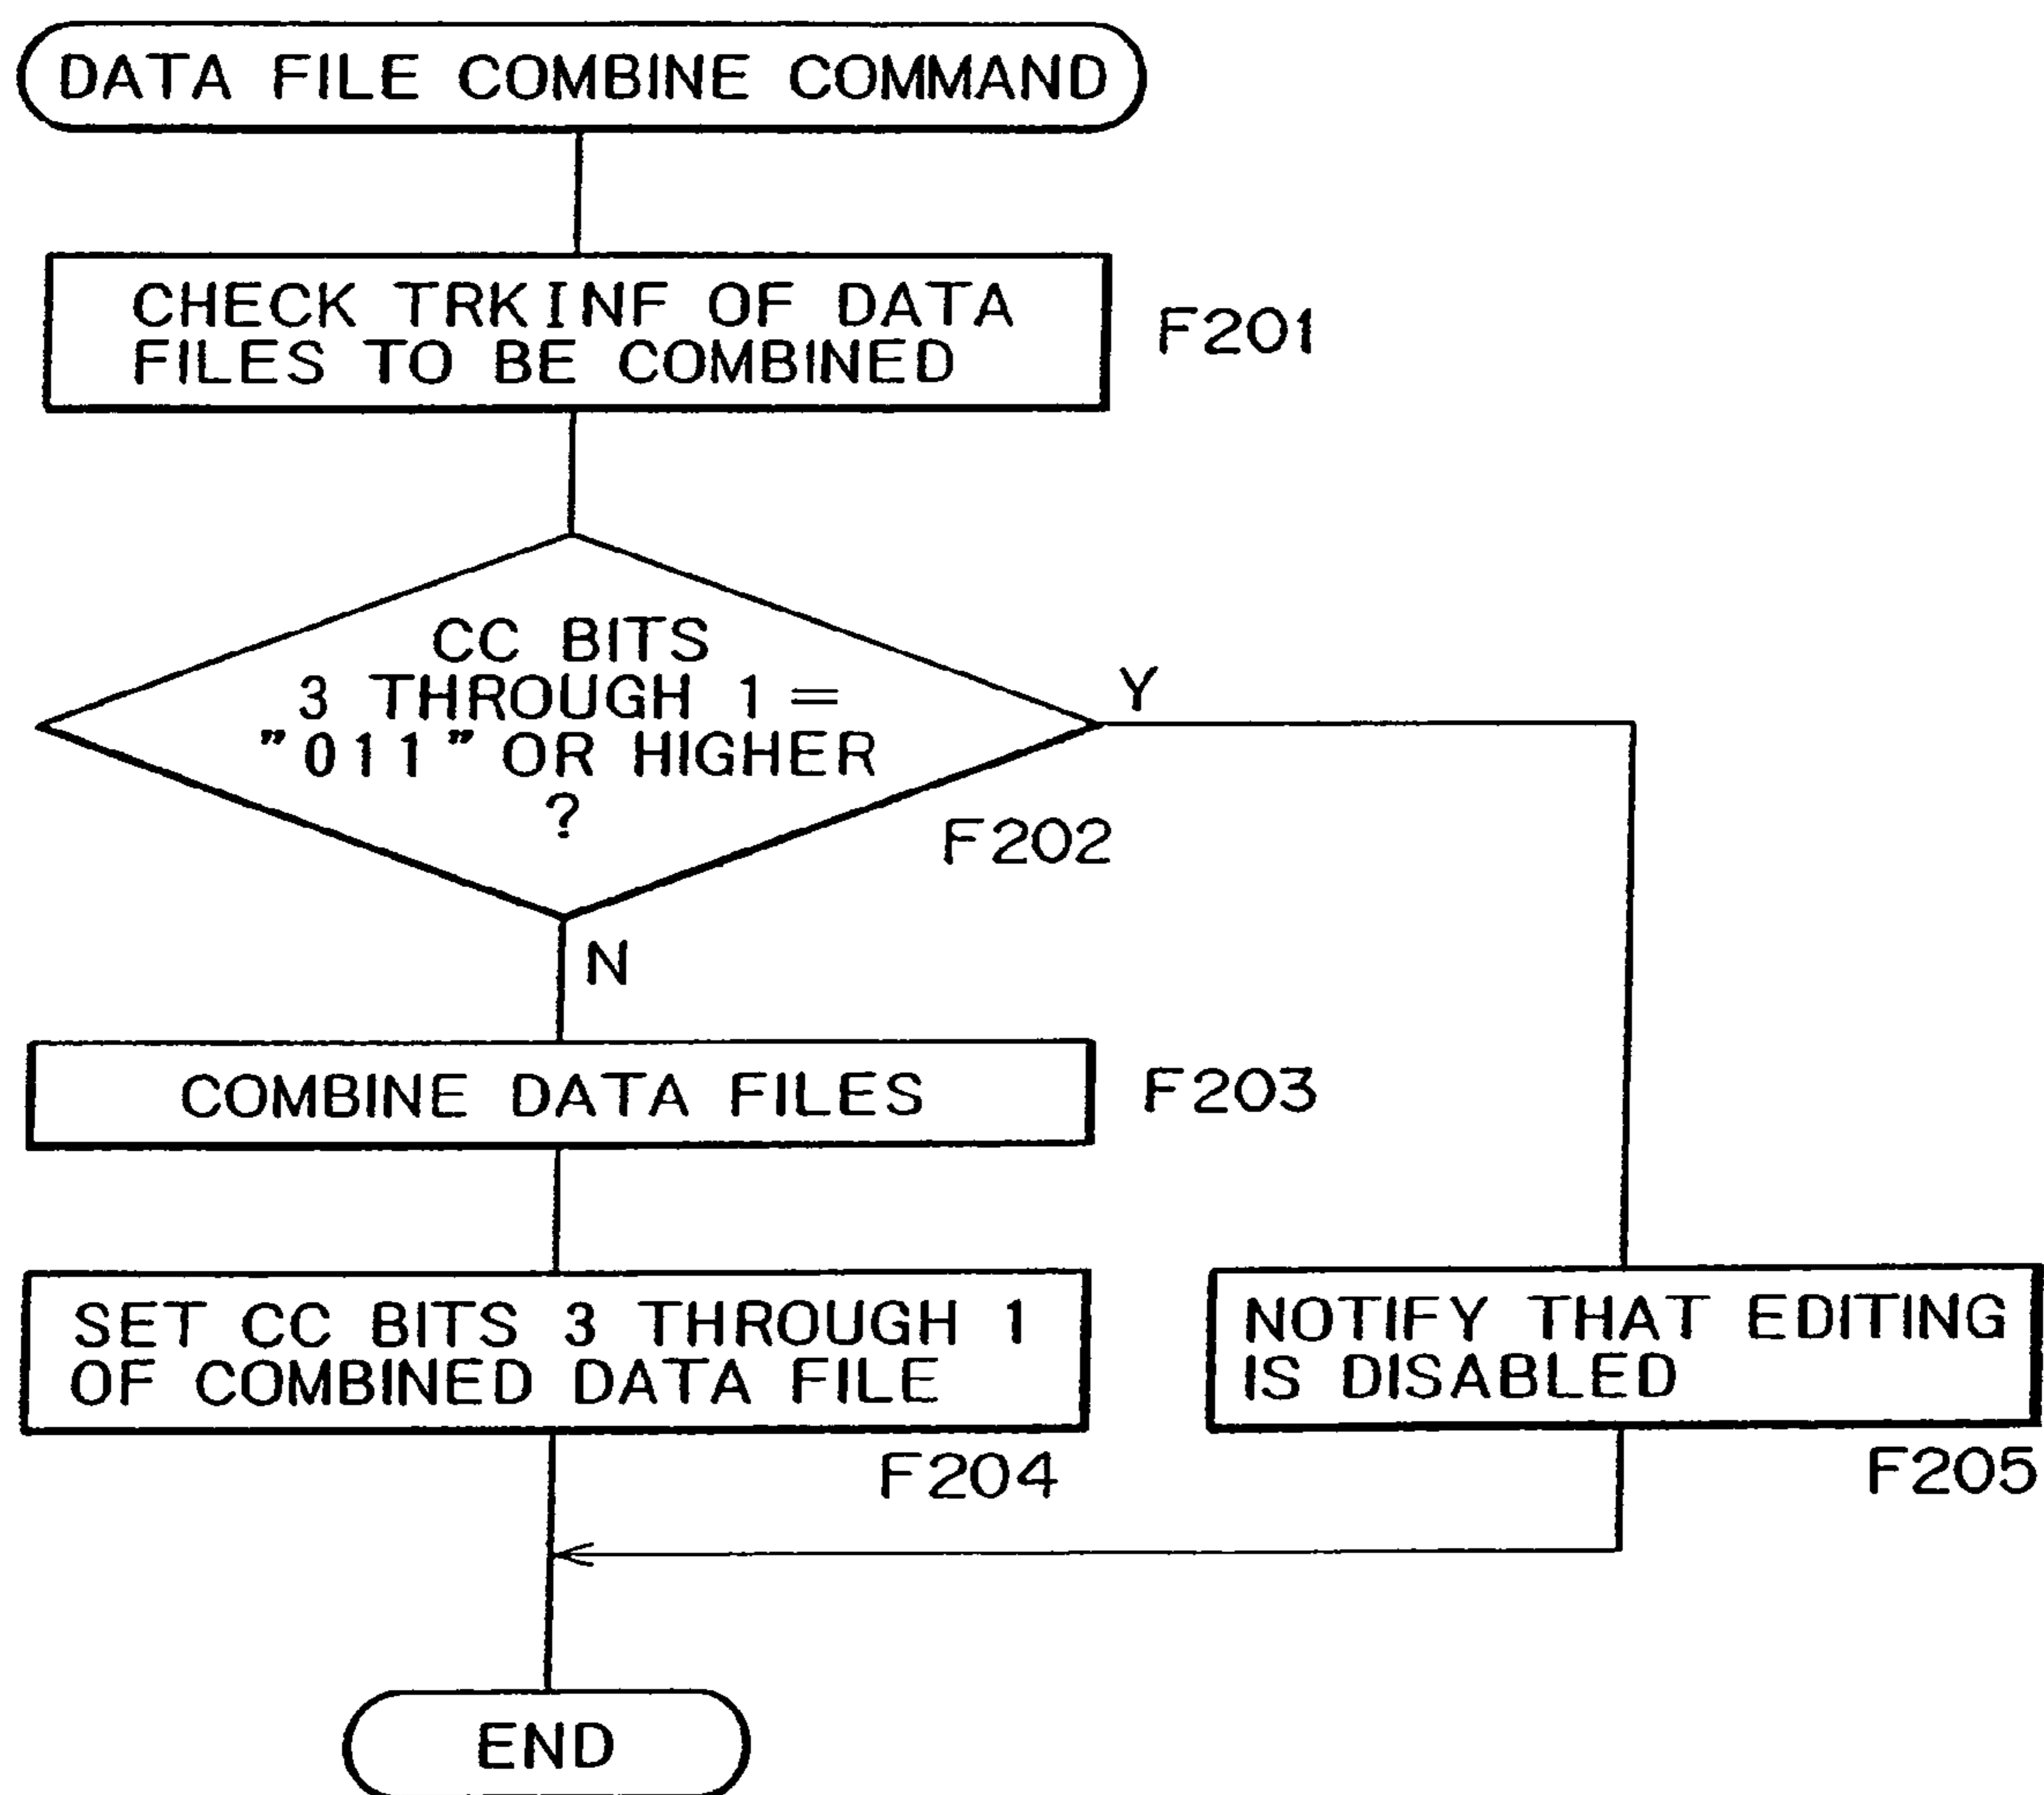 DATA FILE COMBINE COMMAND
CHECK TRKINF OF DATA
FILES TO BE COMBINED
F201
CC BITS
3 THROUGH 1=
"011" OR HIGHER
?
Y
F202
N
COMBINE DATA FILES
F203
SET CC BITS 3 THROUGH 1
OF COMBINED DATA FILE
F204
NOTIFY THAT EDITING
IS DISABLED
F205
END